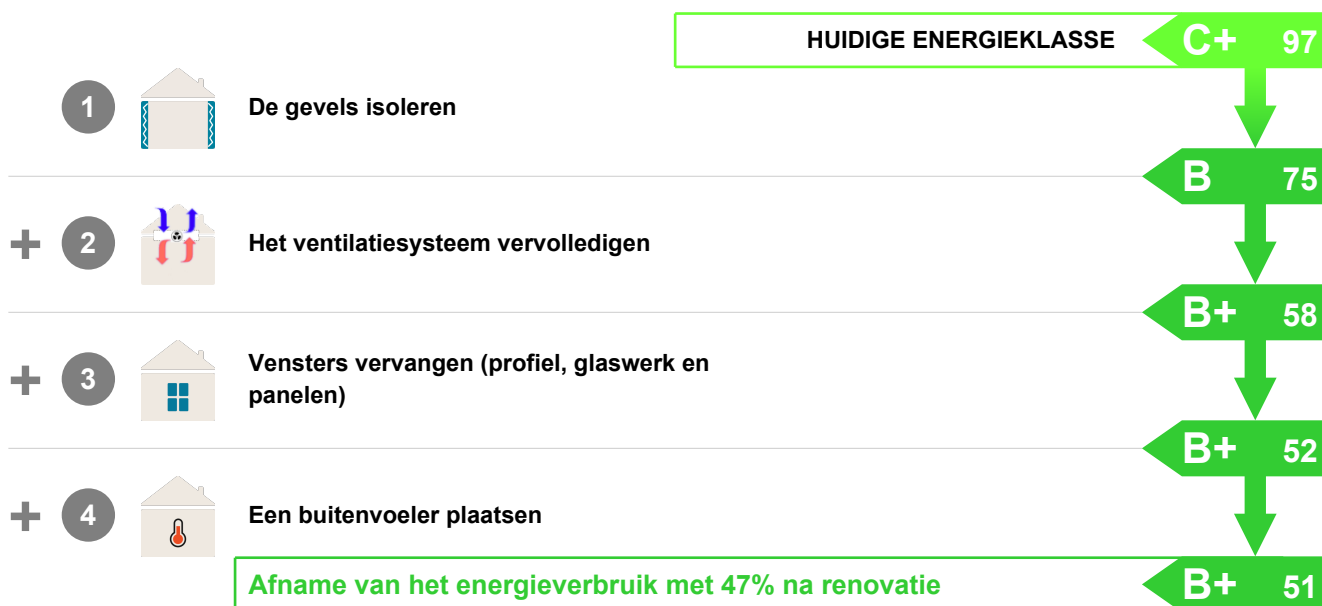 HUIDIGE ENERGIEKLASSE C+ 97
1 De gevels isoleren
B 75
+ 2 Het ventilatiesysteem vervolledigen
B+ 58
+ 3 Vensters vervangen (profiel, glaswerk en
panelen)
B+ 52
+ 4 Een buitenvoeler plaatsen
Afname van het energieverbruik met 47% na renovatie B+ 51